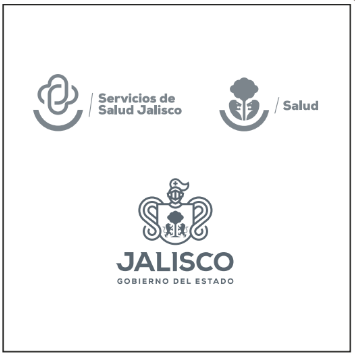 Servicios de
Salud Jalisco
Salud
JALISCO
GOBIERNO DEL ESTADO